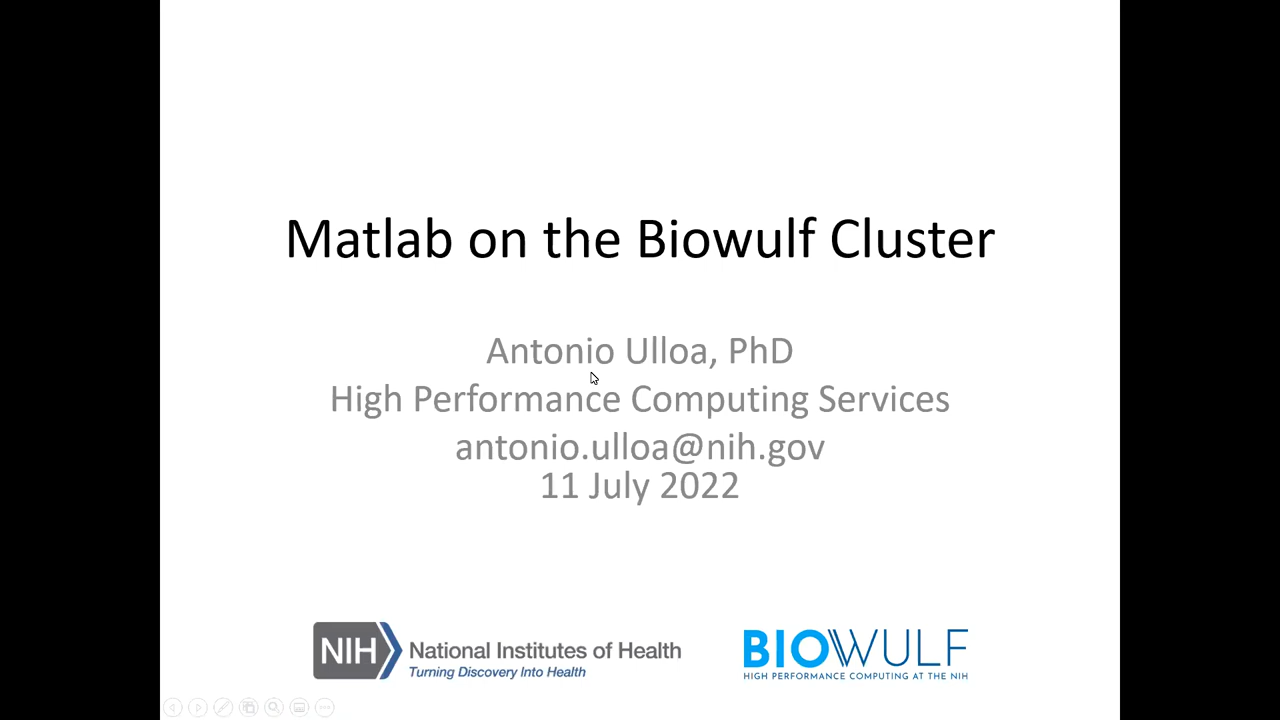 Matlab on the Biowulf Cluster
Antonio Ulloa, PhD
High Performance Computing Services
antonio.ulloa@nih.gov
11 July 2022
NIH National Institutes of Health
Turning Discovery Into Health
BIOWULF
HIGH PERFORMANCE COMPUTING AT THE NIH